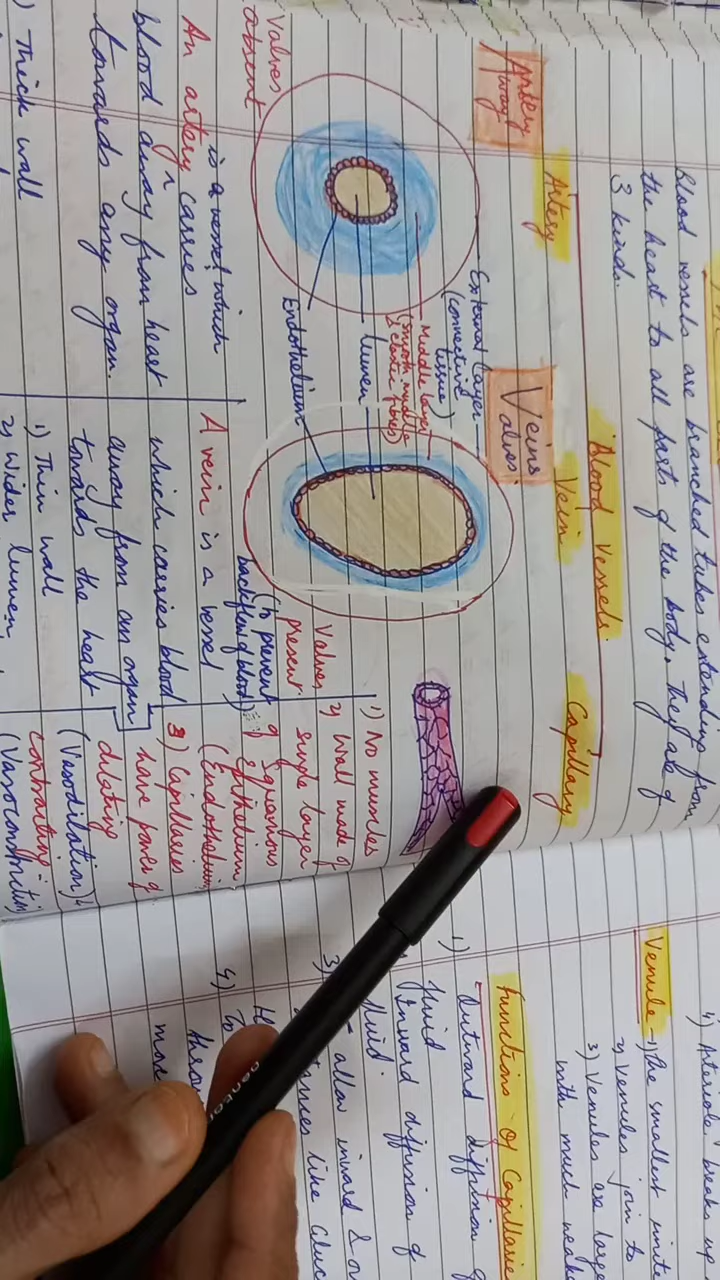 Blood vessels are branched tubes extending from
the heart to all parts of the body. They are of
3 kinds.
Blood Vessels
Artery
Vein
Capillary
Artery
Away
Veins
alves
External layer
(connective
tissue)
Middle layer
(smooth muscle
& elastic fibres)
Lumen
Endothelium
Valves
absent
Valves
present
(to prevent
backflow of blood)
is a vessel which
An artery carries
blood away from heart
towards any organ.
1) Thick wall
A vein is a vessel
which carries blood
away from an organ
towards the heart
1) Thin wall
2) Wider lumen
1) No muscles
2) Wall made of
single layer
of squamous
epithelium
(Endothelium
3) Capillaries
have power of
dilating
(Vasodilation) &
contracting =
(Vasoconstriction)
4) Arteriole breaks up
Venule - 1) The smallest
2) Venules join to
3) Venules are large
with much weak
Functions of Capillarie
1) Outward diffusion of
fluid
Inward diffusion of
fluid.
3)
allow inward &
like Gluc
4)